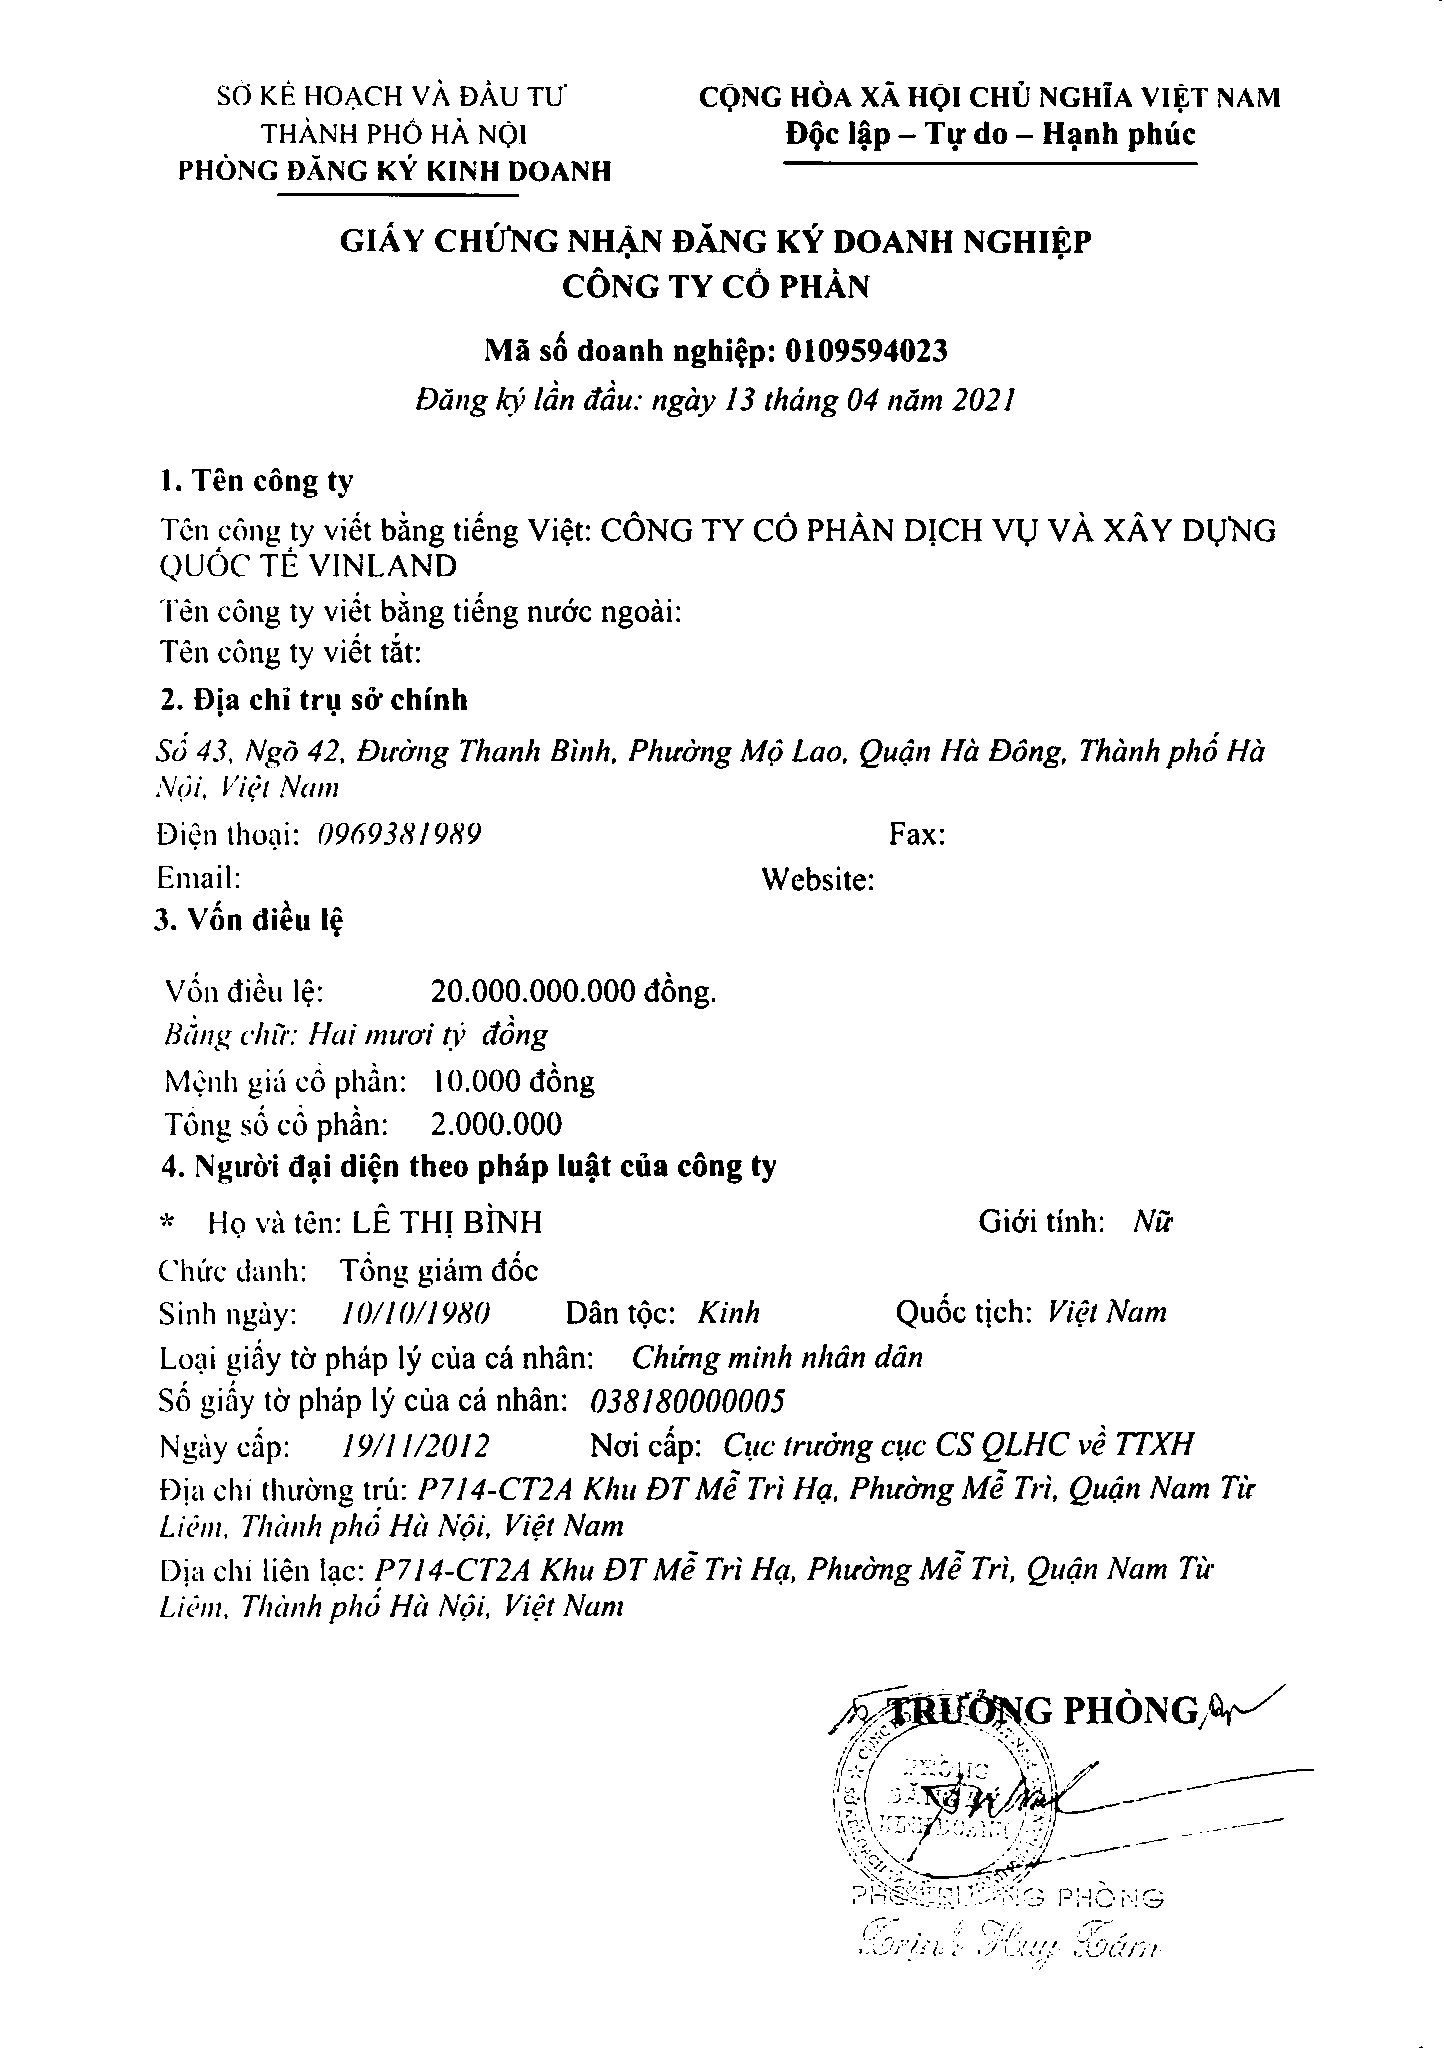 SỞ KẾ HOẠCH VÀ ĐẦU TƯ
THÀNH PHỐ HÀ NỘI
PHÒNG ĐĂNG KÝ KINH DOANH
CỘNG HÒA XÃ HỘI CHỦ NGHĨA VIỆT NAM
Độc lập – Tự do – Hạnh phúc
GIẤY CHỨNG NHẬN ĐĂNG KÝ DOANH NGHIỆP
CÔNG TY CỔ PHẦN
Mã số doanh nghiệp: 0109594023
Đăng ký lần đầu: ngày 13 tháng 04 năm 2021
1. Tên công ty
Tên công ty viết bằng tiếng Việt: CÔNG TY CỔ PHẦN DỊCH VỤ VÀ XÂY DỰNG
QUỐC TẾ VINLAND
Tên công ty viết bằng tiếng nước ngoài:
Tên công ty viết tắt:
2. Địa chỉ trụ sở chính
Số 43, Ngõ 42, Đường Thanh Bình, Phường Mộ Lao, Quận Hà Đông, Thành phố Hà
Nội, Việt Nam
Điện thoại: 0969381989 Fax:
Email: Website:
3. Vốn điều lệ
Vốn điều lệ: 20.000.000.000 đồng.
Bằng chữ: Hai mươi tỷ đồng
Mệnh giá cổ phần: 10.000 đồng
Tổng số cổ phần: 2.000.000
4. Người đại diện theo pháp luật của công ty
* Họ và tên: LÊ THỊ BÌNH Giới tính: Nữ
Chức danh: Tổng giám đốc
Sinh ngày: 10/10/1980 Dân tộc: Kinh Quốc tịch: Việt Nam
Loại giấy tờ pháp lý của cá nhân: Chứng minh nhân dân
Số giấy tờ pháp lý của cá nhân: 038180000005
Ngày cấp: 19/11/2012 Nơi cấp: Cục trưởng cục CS QLHC về TTXH
Địa chỉ thường trú: P714-CT2A Khu ĐT Mễ Trì Hạ, Phường Mễ Trì, Quận Nam Từ
Liêm, Thành phố Hà Nội, Việt Nam
Địa chỉ liên lạc: P714-CT2A Khu ĐT Mễ Trì Hạ, Phường Mễ Trì, Quận Nam Từ
Liêm, Thành phố Hà Nội, Việt Nam
TRƯỞNG PHÒNG
PHÒNG
ĐĂNG KÝ
KINH DOANH
PHÓ TRƯỞNG PHÒNG
Trịnh Huy Tám